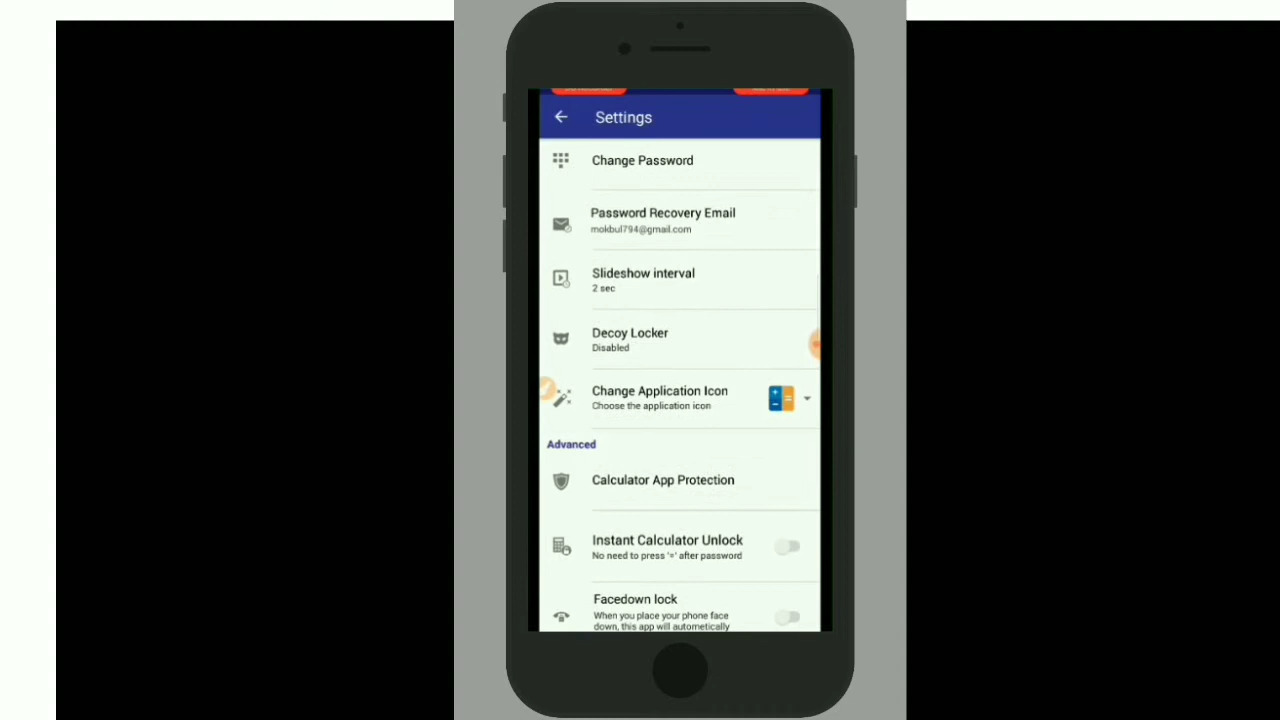 Settings
Change Password
Password Recovery Email
mokbul794@gmail.com
Slideshow interval
2 sec
Decoy Locker
Disabled
Change Application Icon
Choose the application icon
Advanced
Calculator App Protection
Instant Calculator Unlock
No need to press '=' after password
Facedown lock
When you place your phone face
down, this app will automatically